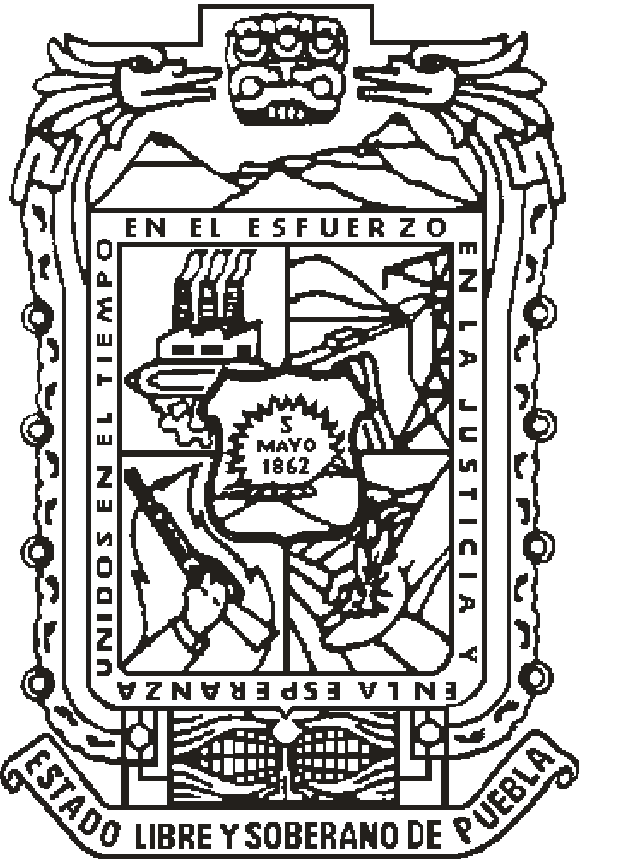 EN EL ESFUERZO
EN LA JUSTICIA Y
EN LA ESPERANZA
UNIDOS EN EL TIEMPO
5
MAYO
1862
ESTADO LIBRE Y SOBERANO DE PUEBLA